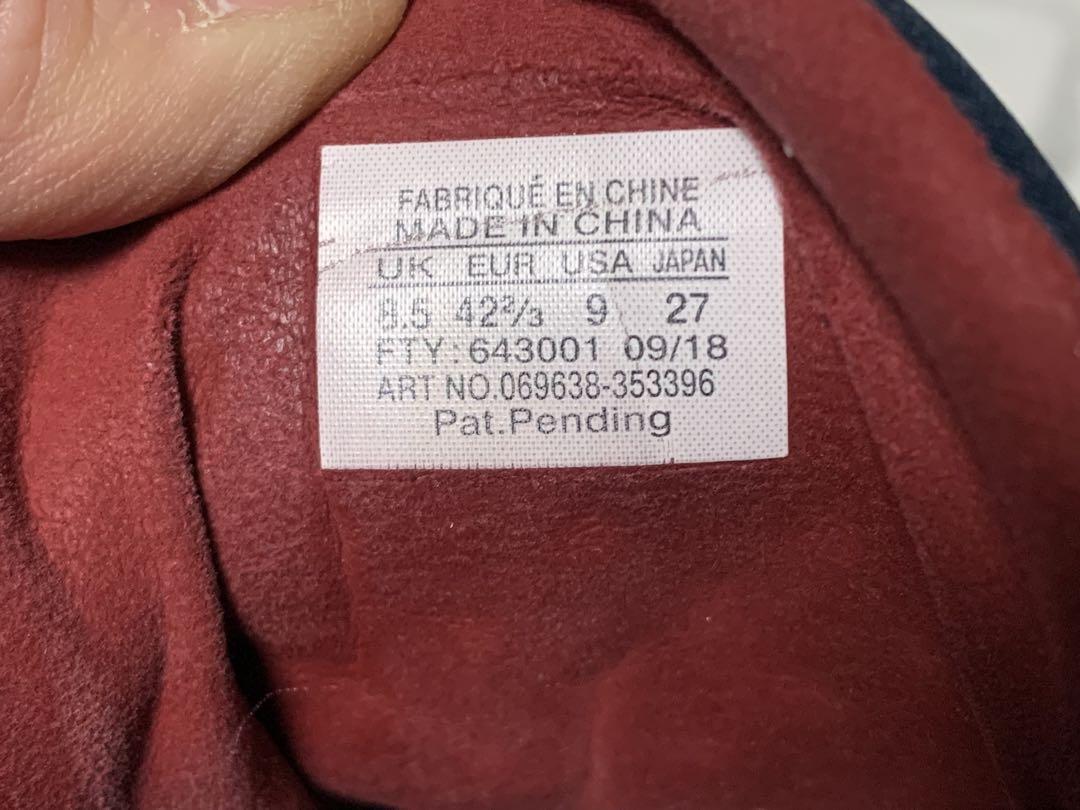 FABRIQUÉ EN CHINE
MADE IN CHINA
UK EUR USA JAPAN
8.5 42⅔ 9 27
FTY: 643001 09/18
ART NO.069638-353396
Pat.Pending